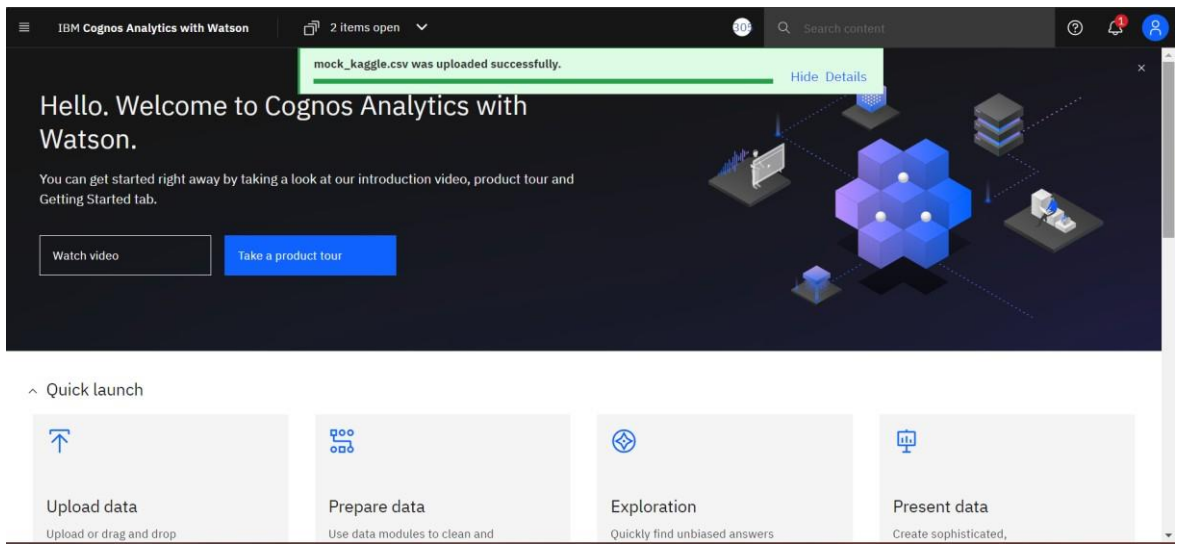 IBM Cognos Analytics with Watson
2 items open
305
Search content
1
mock_kaggle.csv was uploaded successfully.
Hide Details
Hello. Welcome to Cognos Analytics with
Watson.
You can get started right away by taking a look at our introduction video, product tour and
Getting Started tab.
Watch video
Take a product tour
Quick launch
Upload data
Upload or drag and drop
Prepare data
Use data modules to clean and
Exploration
Quickly find unbiased answers
Present data
Create sophisticated,